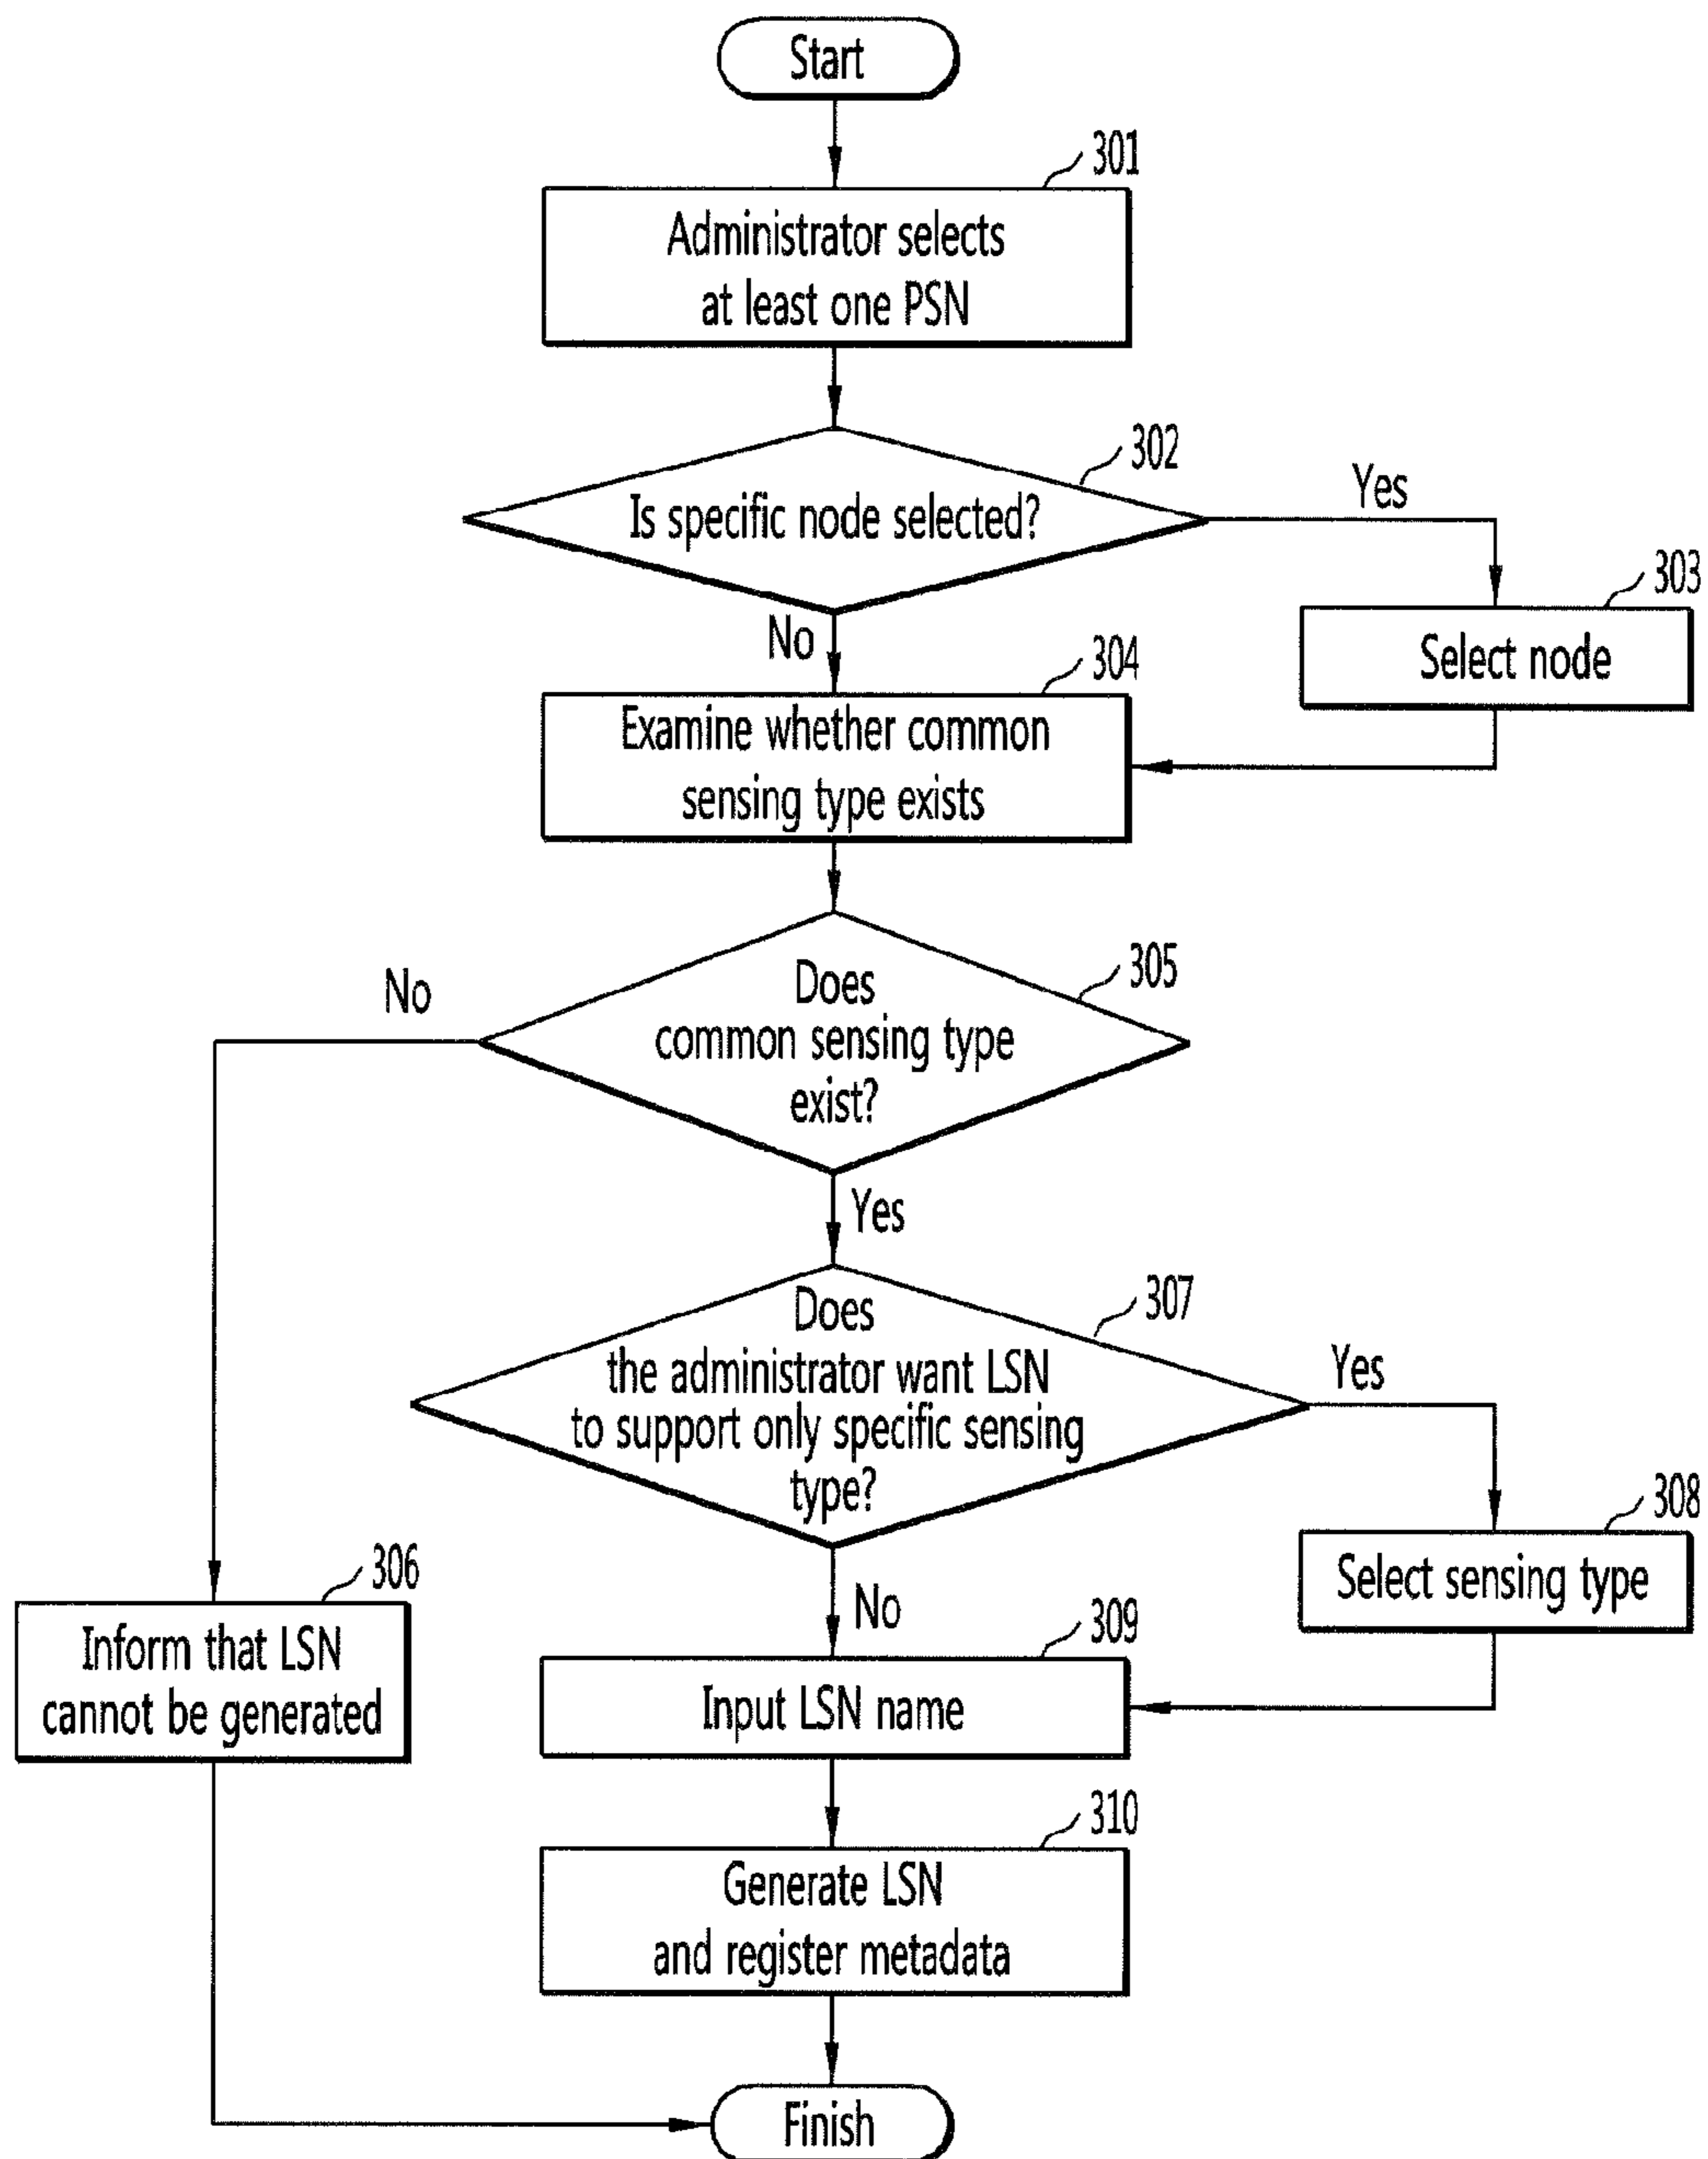 Start
301
Administrator selects
at least one PSN
302
Is specific node selected?
Yes
303
Select node
No
304
Examine whether common
sensing type exists
305
Does
common sensing type
exist?
No
Yes
307
Does
the administrator want LSN
to support only specific sensing
type?
Yes
308
Select sensing type
306
Inform that LSN
cannot be generated
No
309
Input LSN name
310
Generate LSN
and register metadata
Finish